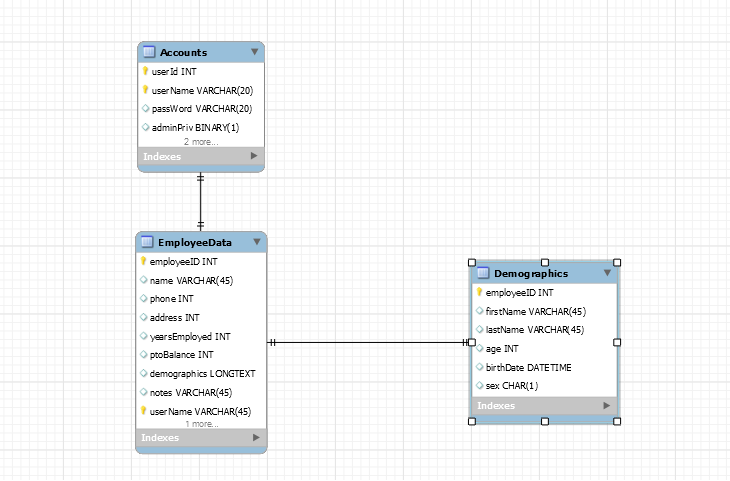 Accounts
userId INT
userName VARCHAR(20)
passWord VARCHAR(20)
adminPriv BINARY(1)
2 more...
Indexes
EmployeeData
employeeID INT
name VARCHAR(45)
phone INT
address INT
yearsEmployed INT
ptoBalance INT
demographics LONGTEXT
notes VARCHAR(45)
userName VARCHAR(45)
1 more...
Indexes
Demographics
employeeID INT
firstName VARCHAR(45)
lastName VARCHAR(45)
age INT
birthDate DATETIME
sex CHAR(1)
Indexes